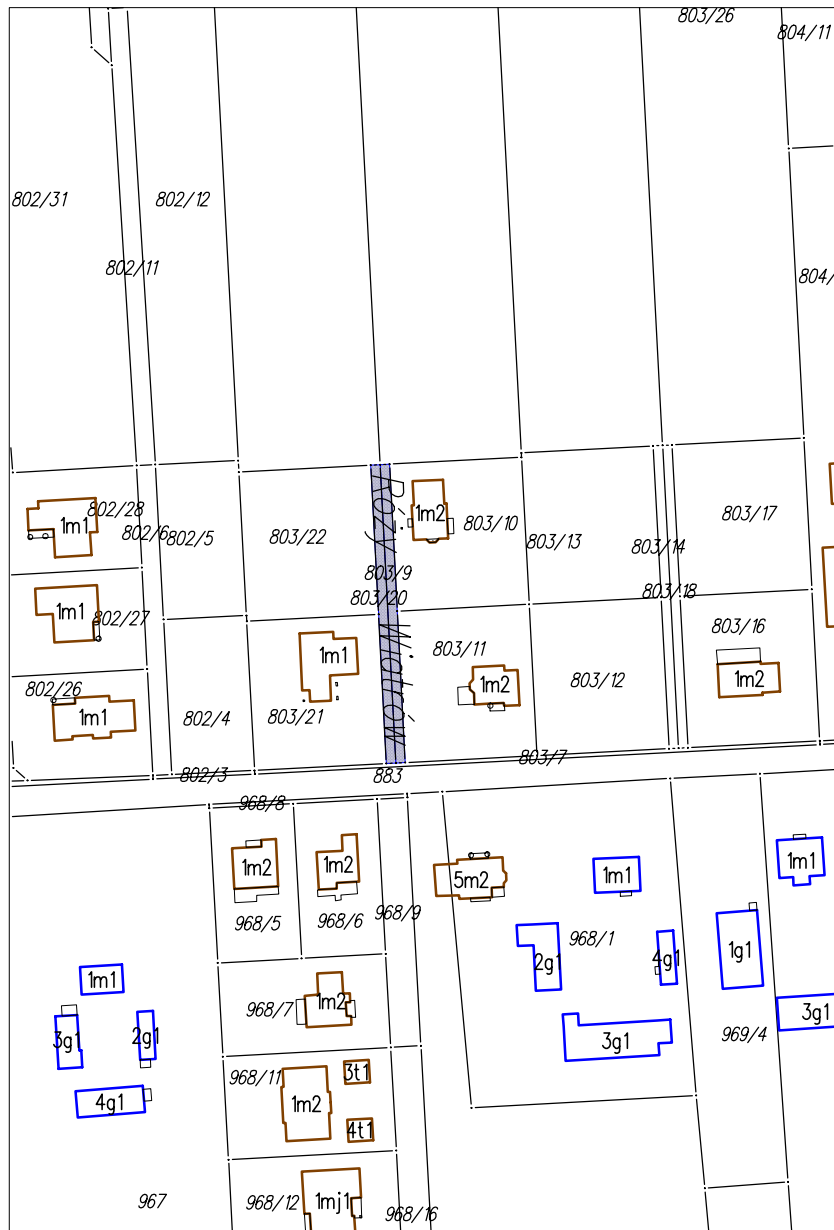 803/26
804/11
802/31
802/12
802/11
804/
802/28
1m1
802/6
802/5
803/22
1m2
803/10
803/13
803/14
803/17
803/9
803/20
803/18
1m1
802/27
803/11
803/16
1m1
1m2
803/12
1m2
802/26
1m1
802/4
803/21
Róży Wiatrów
802/3
883
803/7
968/8
1m2
1m2
5m2
1m1
1m1
968/5
968/6
968/9
968/1
2g1
4g1
1g1
1m1
968/7
1m2
3g1
2g1
3g1
3g1
969/4
968/11
3t1
4g1
1m2
4t1
967
968/12
1mj1
968/16